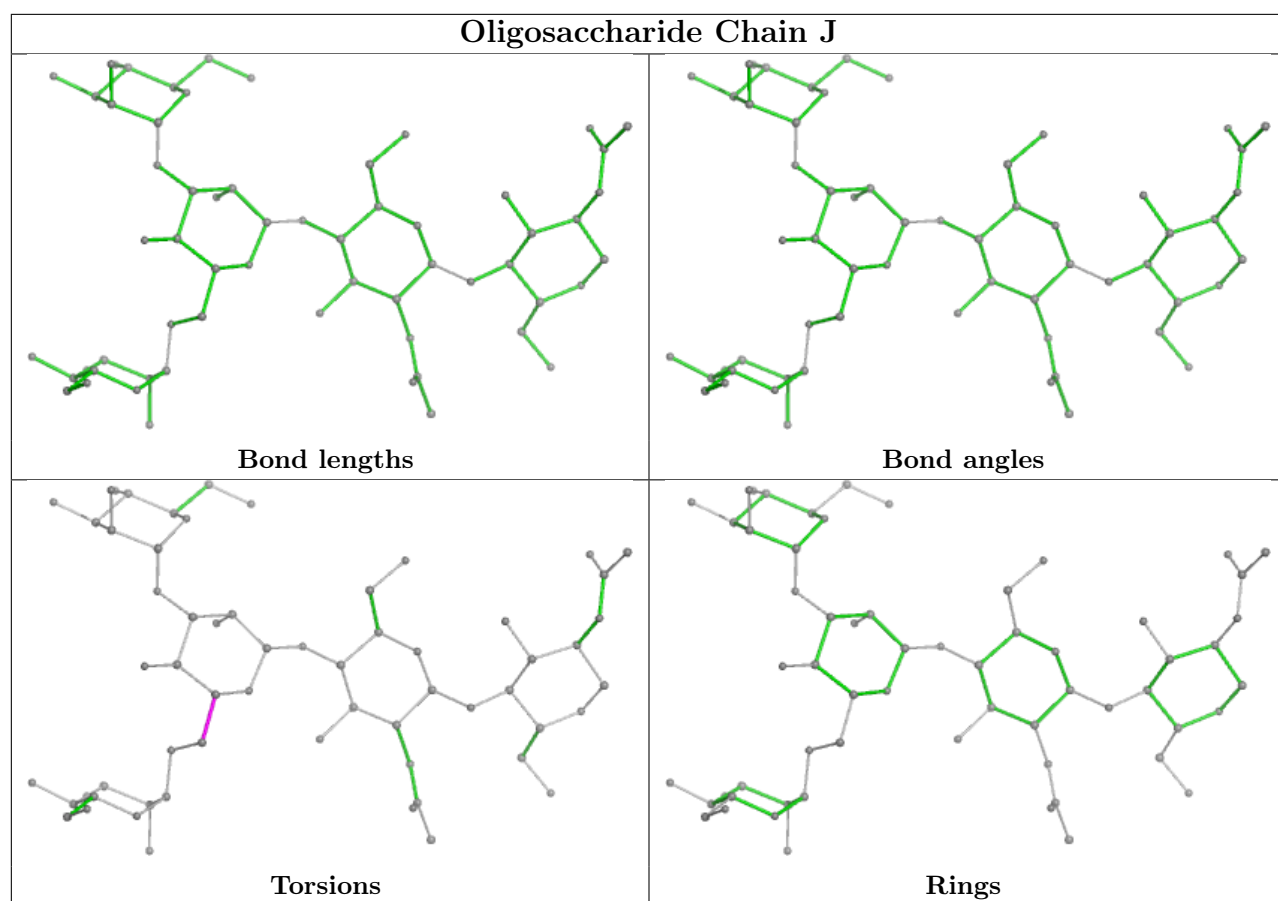 Oligosaccharide Chain J
Bond lengths
Bond angles
Torsions
Rings